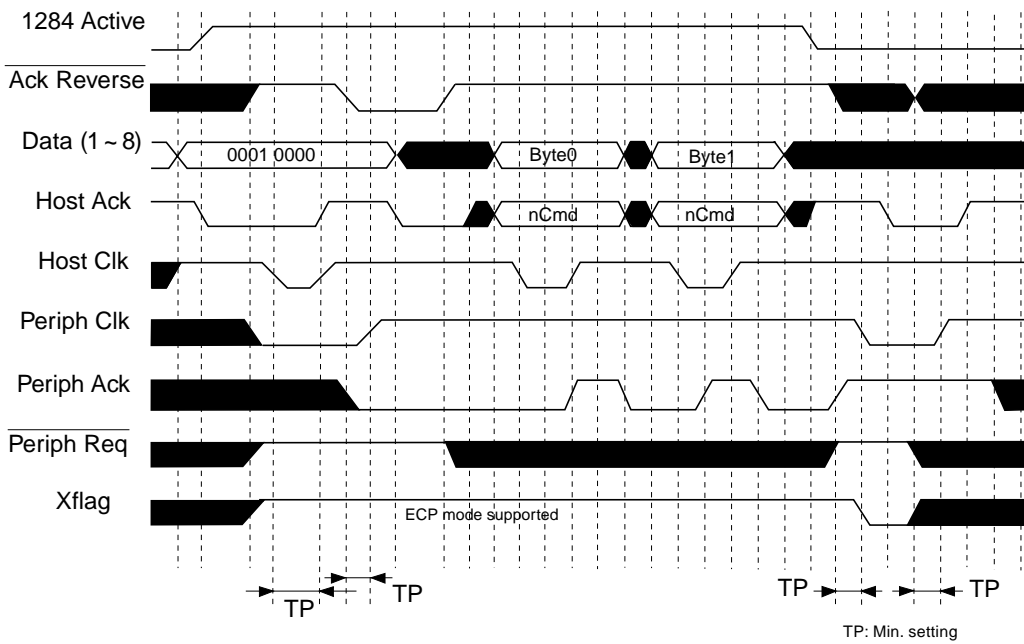 1284 Active
Ack Reverse
Data (1 ~ 8)
0001 0000
Byte0
Byte1
Host Ack
nCmd
nCmd
Host Clk
Periph Clk
Periph Ack
Periph Req
Xflag
ECP mode supported
TP
TP
TP
TP
TP: Min. setting